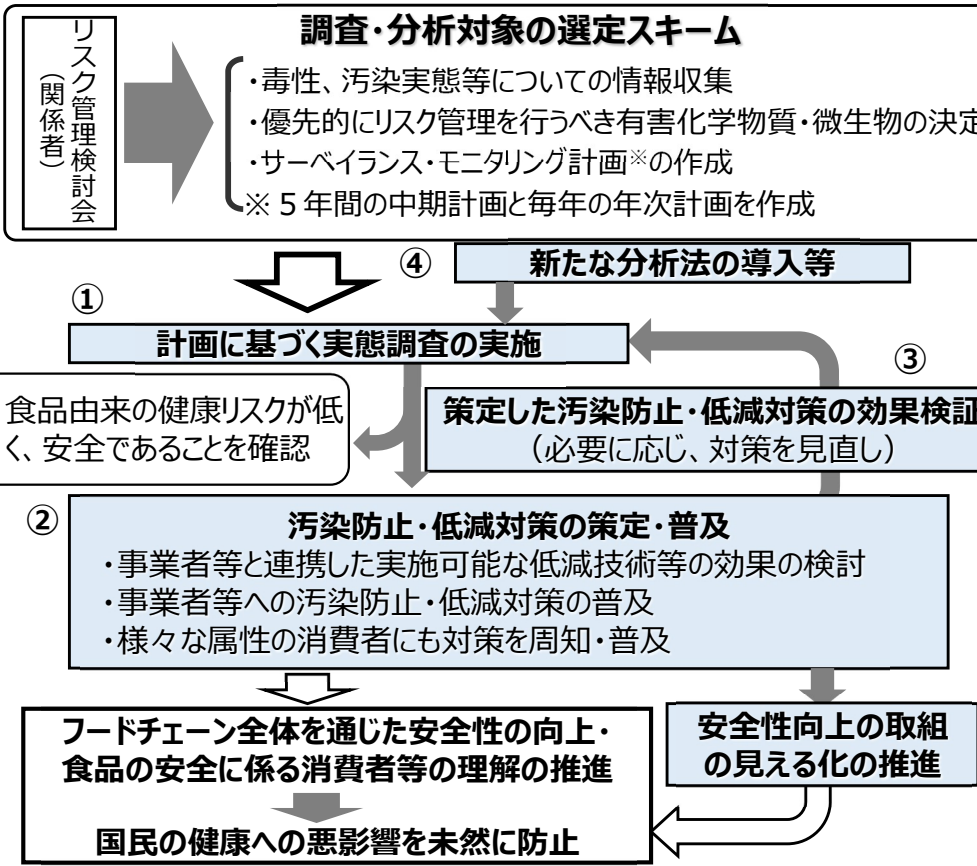 リスク管理検討会
（関係者）
調査・分析対象の選定スキーム
・毒性、汚染実態等についての情報収集
・優先的にリスク管理を行うべき有害化学物質・微生物の決定
・サーベイランス・モニタリング計画※の作成
※５年間の中期計画と毎年の年次計画を作成
④
新たな分析法の導入等
①
計画に基づく実態調査の実施
③
食品由来の健康リスクが低
く、安全であることを確認
策定した汚染防止・低減対策の効果検証
（必要に応じ、対策を見直し）
②
汚染防止・低減対策の策定・普及
・事業者等と連携した実施可能な低減技術等の効果の検討
・事業者等への汚染防止・低減対策の普及
・様々な属性の消費者にも対策を周知・普及
フードチェーン全体を通じた安全性の向上・
食品の安全に係る消費者等の理解の推進
国民の健康への悪影響を未然に防止
安全性向上の取組
の見える化の推進